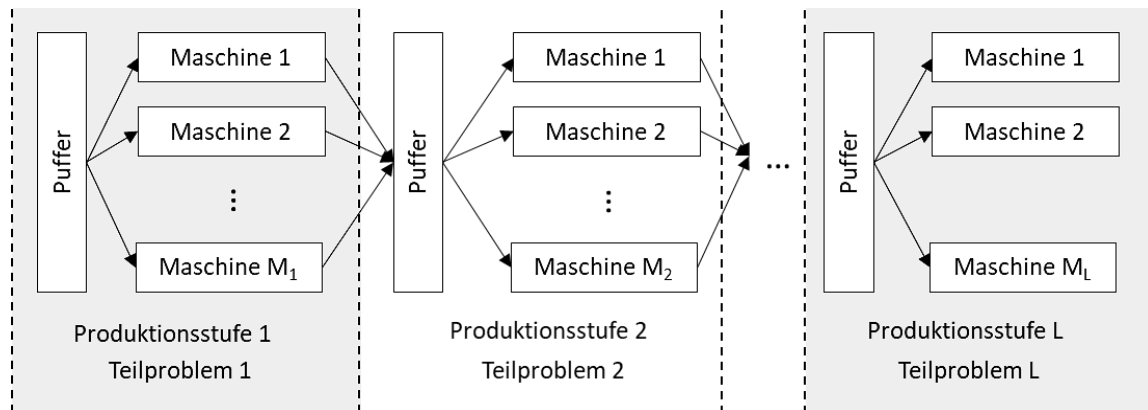 Puffer
Maschine 1
Maschine 2
⋮
Maschine M₁
Produktionsstufe 1
Teilproblem 1
Puffer
Maschine 1
Maschine 2
⋮
Maschine M₂
Produktionsstufe 2
Teilproblem 2
...
Puffer
Maschine 1
Maschine 2
Maschine M_L
Produktionsstufe L
Teilproblem L